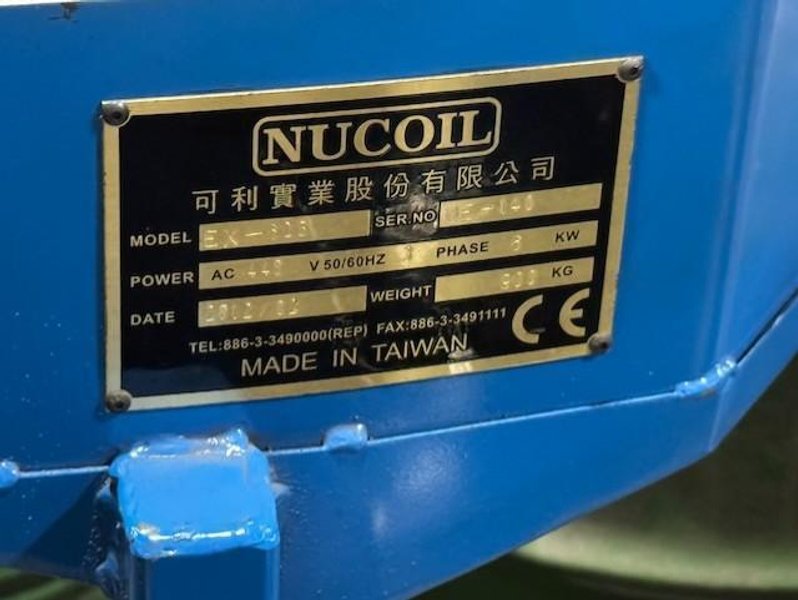 NUCOIL
可利實業股份有限公司
MODEL SER.NO
POWER AC 440 V 50/60HZ PHASE KW
DATE WEIGHT KG
TEL:886-3-3490000(REP) FAX:886-3-3491111
MADE IN TAIWAN CE